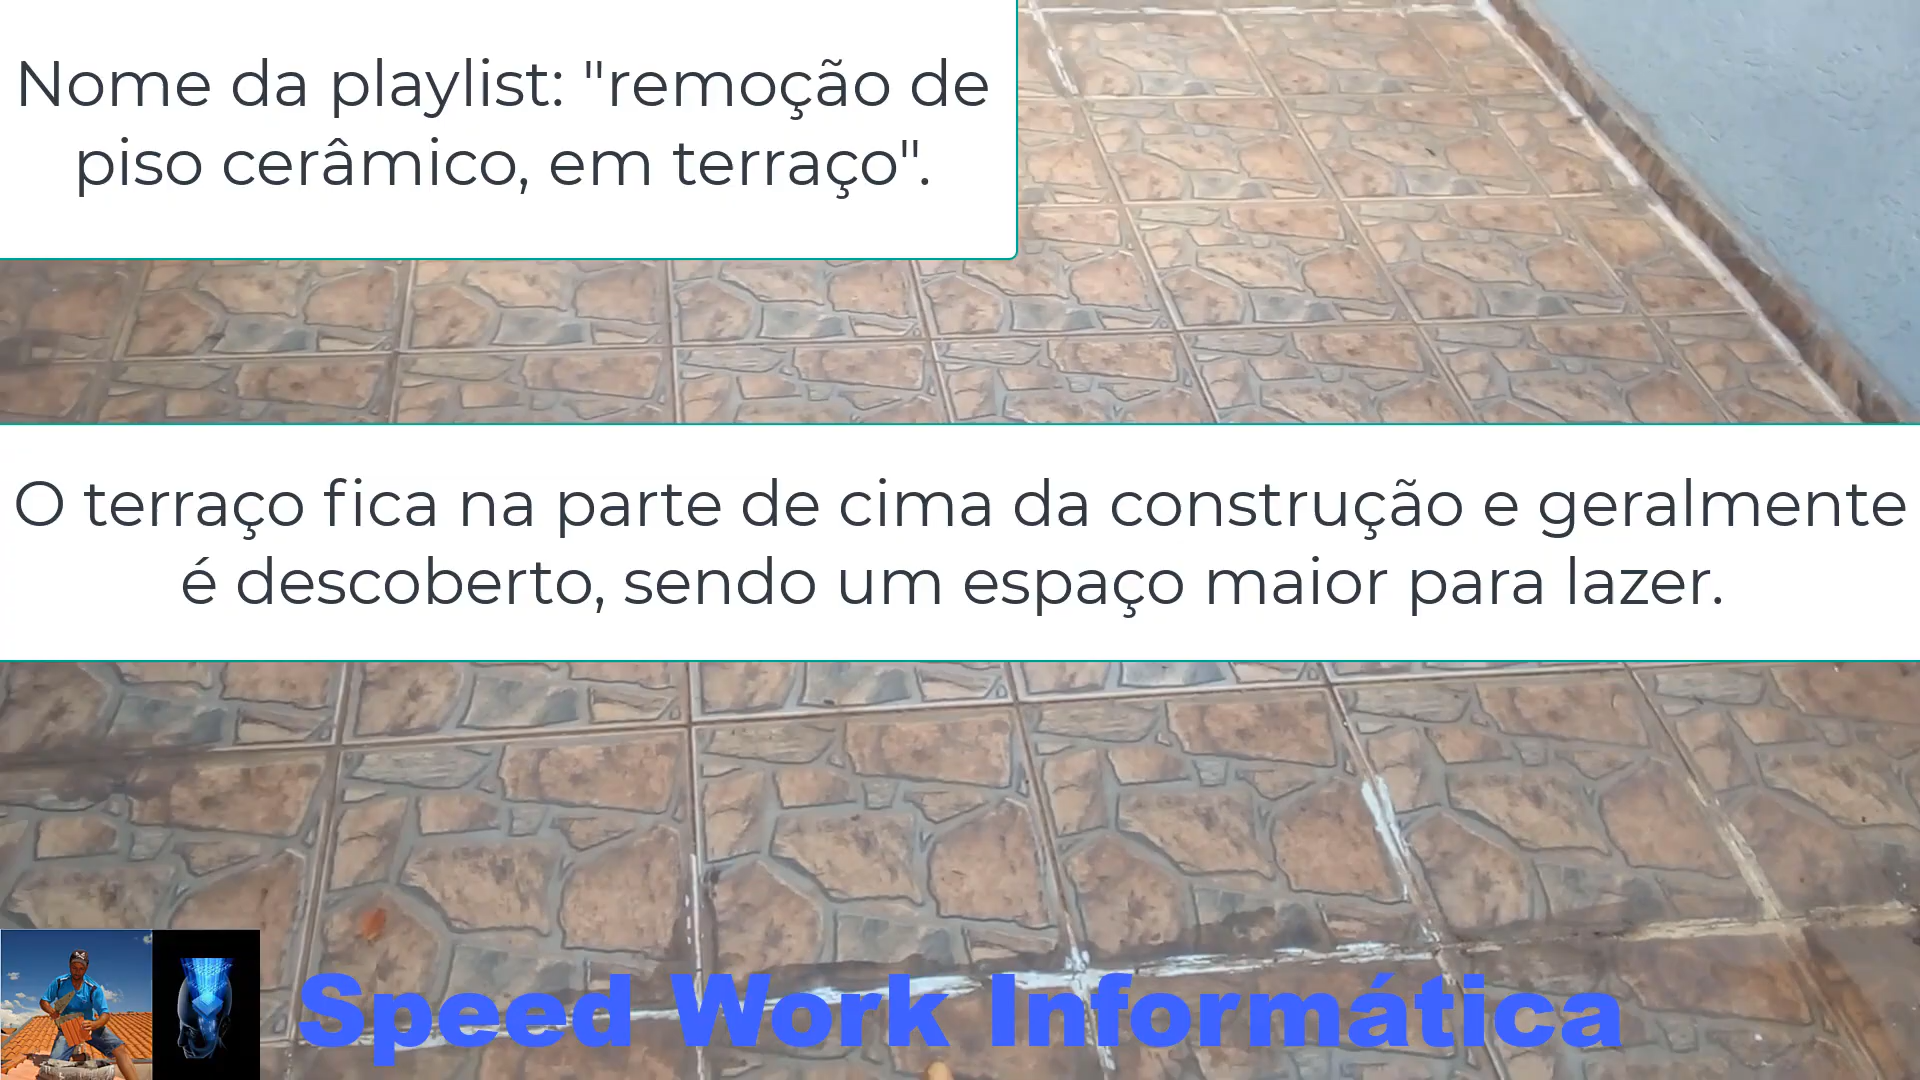 Nome da playlist: "remoção de
piso cerâmico, em terraço".
O terraço fica na parte de cima da construção e geralmente
é descoberto, sendo um espaço maior para lazer.
Speed Work Informática